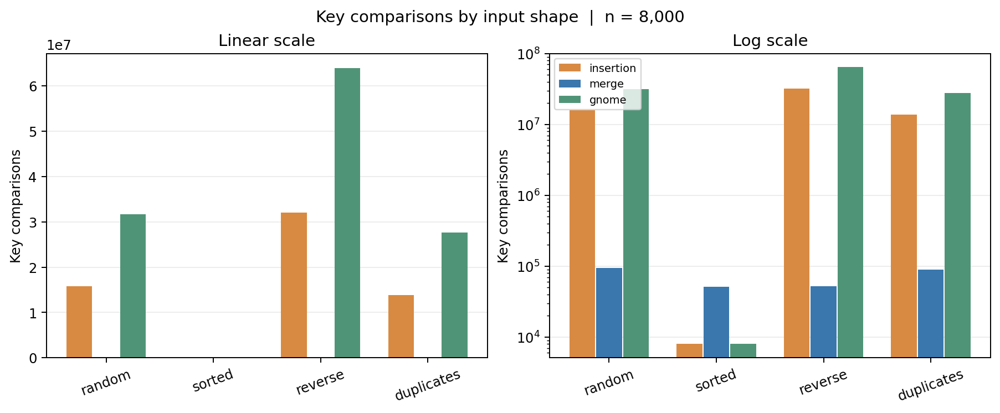 Key comparisons by input shape | n = 8,000
Linear scale
1e7
Key comparisons
6
5
4
3
2
1
0
random
sorted
reverse
duplicates
Log scale
Key comparisons
10⁸
10⁷
10⁶
10⁵
10⁴
insertion
merge
gnome
random
sorted
reverse
duplicates